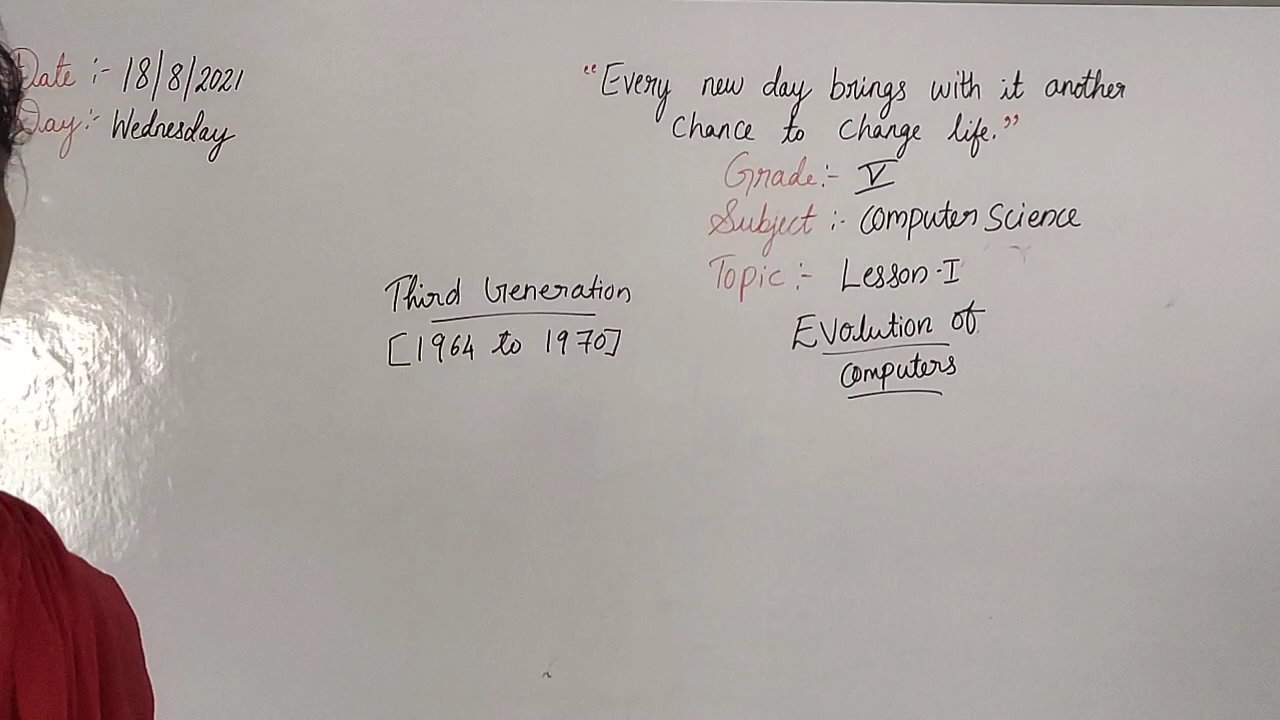 Date :- 18/8/2021
Day :- Wednesday
"Every new day brings with it another
chance to change life."
Grade :- V
Subject :- Computer Science
Topic :- Lesson-I
Evolution of
Computers
Third Generation
[1964 to 1970]